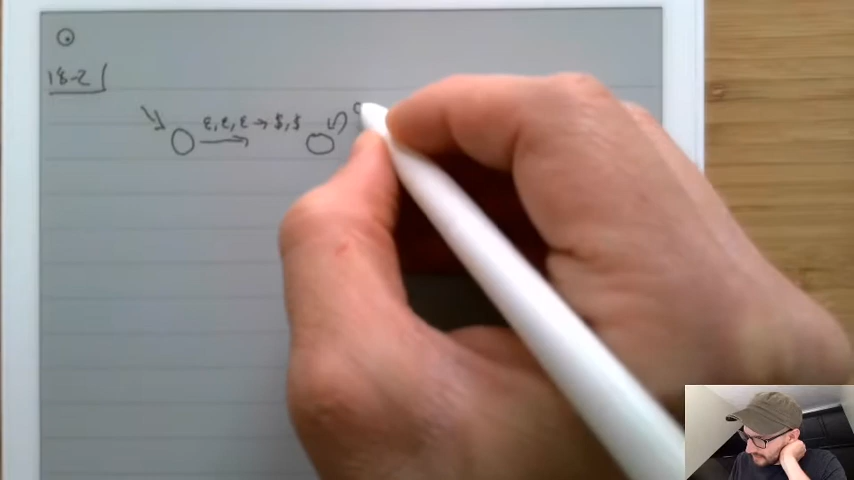 18-2
ε, ε, ε → $, $